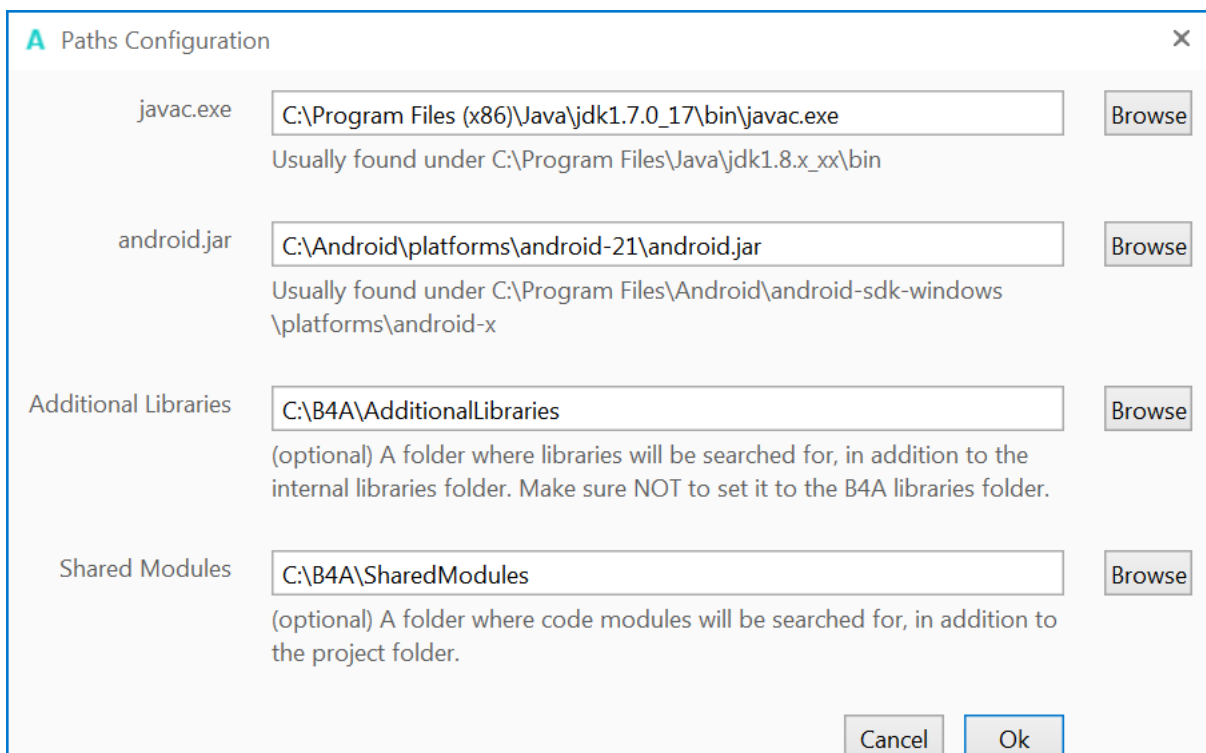 A Paths Configuration
javac.exe
C:\Program Files (x86)\Java\jdk1.7.0_17\bin\javac.exe
Browse
Usually found under C:\Program Files\Java\jdk1.8.x_xx\bin
android.jar
C:\Android\platforms\android-21\android.jar
Browse
Usually found under C:\Program Files\Android\android-sdk-windows
\platforms\android-x
Additional Libraries
C:\B4A\AdditionalLibraries
Browse
(optional) A folder where libraries will be searched for, in addition to the
internal libraries folder. Make sure NOT to set it to the B4A libraries folder.
Shared Modules
C:\B4A\SharedModules
Browse
(optional) A folder where code modules will be searched for, in addition to
the project folder.
Cancel
Ok